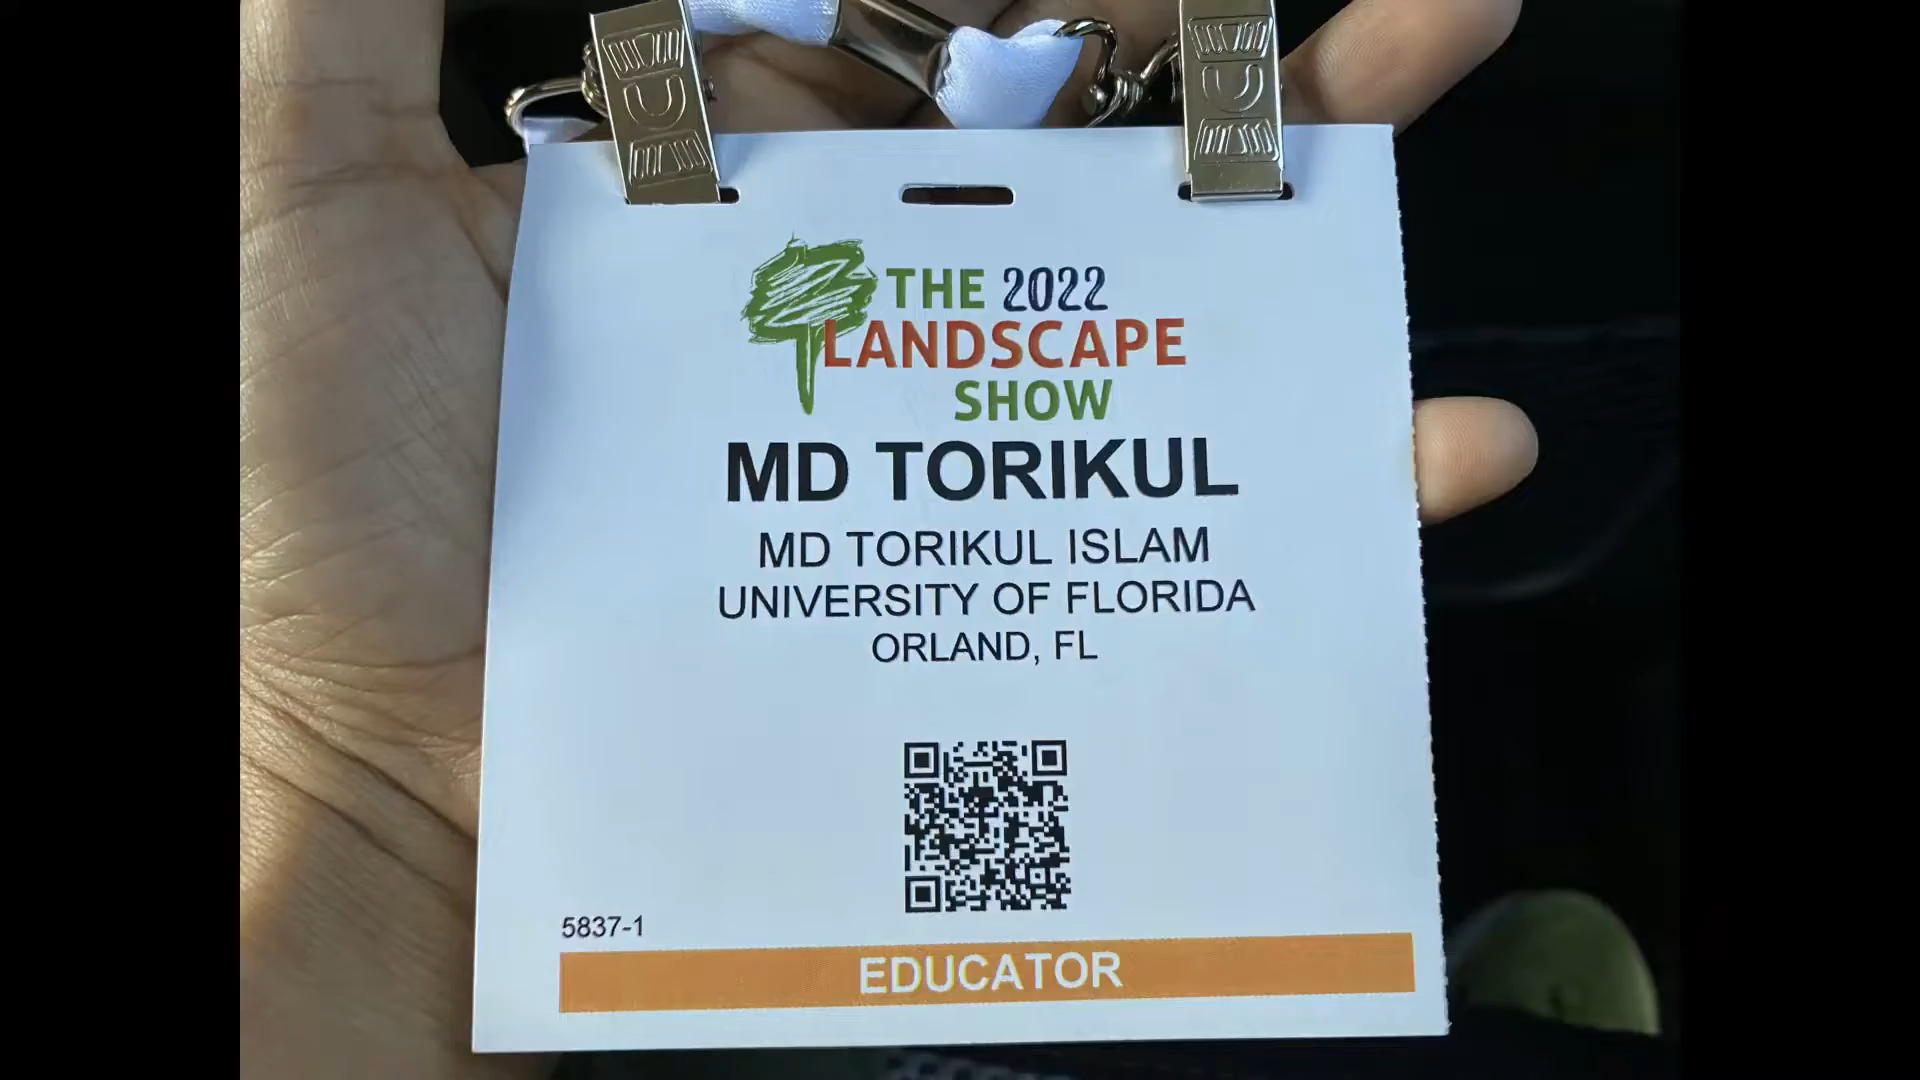 THE 2022
LANDSCAPE
SHOW
MD TORIKUL
MD TORIKUL ISLAM
UNIVERSITY OF FLORIDA
ORLAND, FL
5837-1
EDUCATOR